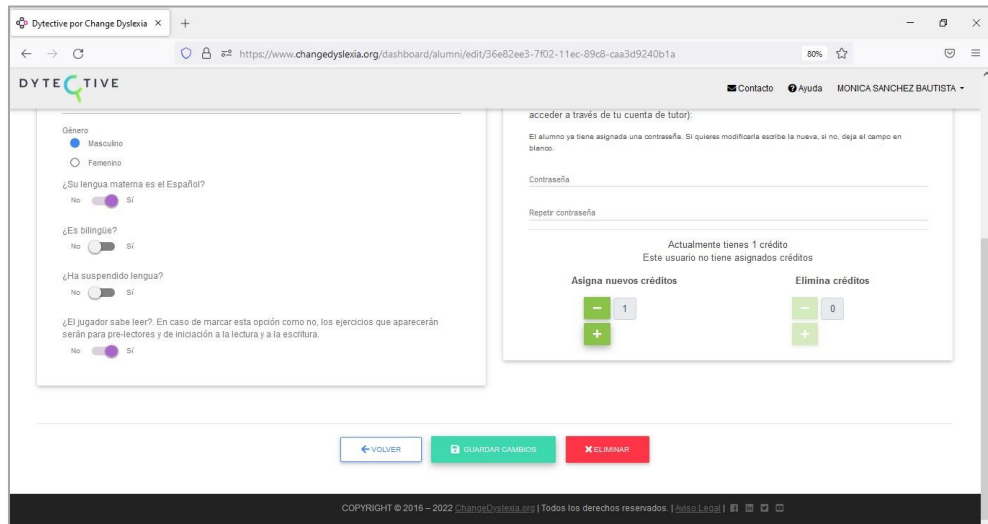 Dytective por Change Dyslexia
https://www.changedyslexia.org/dashboard/alumni/edit/36e82ee3-7f02-11ec-89c8-caa3d9240b1a
80%
DYTECTIVE
Contacto
Ayuda
MONICA SANCHEZ BAUTISTA
Género
Masculino
Femenino
¿Su lengua materna es el Español?
No Sí
¿Es bilingüe?
No Sí
¿Ha suspendido lengua?
No Sí
¿El jugador sabe leer?. En caso de marcar esta opción como no, los ejercicios que aparecerán
serán para pre-lectores y de iniciación a la lectura y a la escritura.
No Sí
acceder a través de tu cuenta de tutor):
El alumno ya tiene asignada una contraseña. Si quieres modificarla escribe la nueva, si no, deja el campo en
blanco.
Contraseña
Repetir contraseña
Actualmente tienes 1 crédito
Este usuario no tiene asignados créditos
Asigna nuevos créditos
1
Elimina créditos
0
VOLVER
GUARDAR CAMBIOS
ELIMINAR
COPYRIGHT © 2016 – 2022 ChangeDyslexia.org | Todos los derechos reservados. | Aviso Legal |